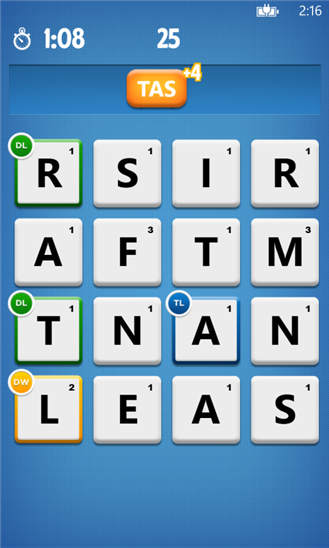 2:16
1:08 25
TAS +4
DL R 1 S 1 I 1 R 1
A 1 F 3 T 1 M 3
DL T 1 N 1 TL A 1 N 1
DW L 2 E 1 A 1 S 1